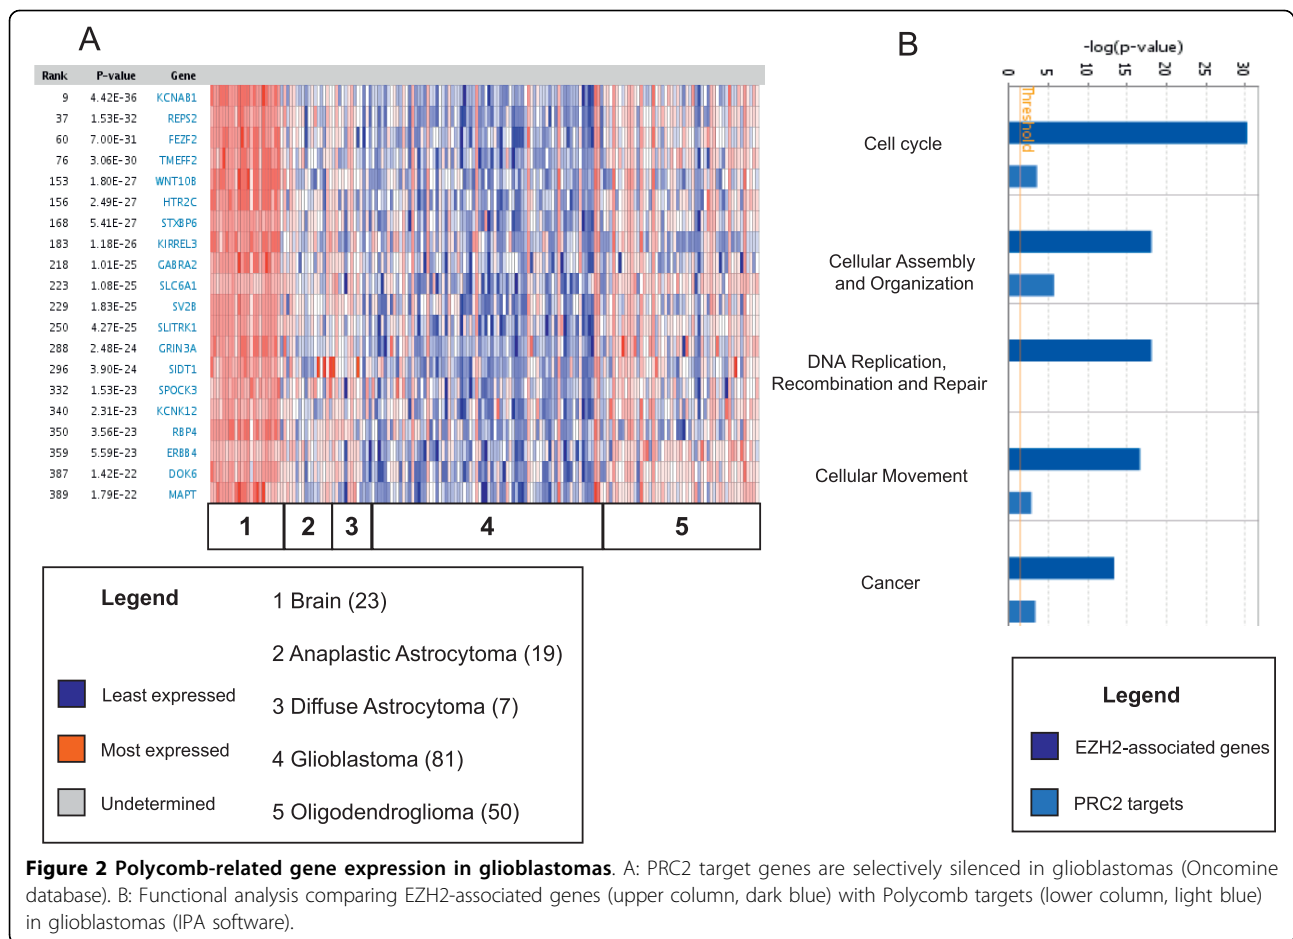 A
Rank P-value Gene
9 4.42E-36 KCNAB1
37 1.53E-32 REPS2
60 7.00E-31 FEZF2
76 3.06E-30 TMEFF2
153 1.80E-27 WNT10B
156 2.49E-27 HTR2C
168 5.41E-27 STXBP6
183 1.18E-26 KIRREL3
218 1.01E-25 GABRA2
223 1.08E-25 SLC6A1
229 1.83E-25 SV2B
250 4.27E-25 SLITRK1
288 2.48E-24 GRIN3A
296 3.90E-24 SIDT1
332 1.53E-23 SPOCK3
340 2.31E-23 KCNK12
350 3.56E-23 RBP4
359 5.59E-23 ERBB4
387 1.42E-22 DOK6
389 1.79E-22 MAPT
1 2 3 4 5
Legend
Least expressed
Most expressed
Undetermined
1 Brain (23)
2 Anaplastic Astrocytoma (19)
3 Diffuse Astrocytoma (7)
4 Glioblastoma (81)
5 Oligodendroglioma (50)
B
-log(p-value)
0 5 10 15 20 25 30
Threshold
Cell cycle
Cellular Assembly
and Organization
DNA Replication,
Recombination and Repair
Cellular Movement
Cancer
Legend
EZH2-associated genes
PRC2 targets
Figure 2 Polycomb-related gene expression in glioblastomas. A: PRC2 target genes are selectively silenced in glioblastomas (Oncomine
database). B: Functional analysis comparing EZH2-associated genes (upper column, dark blue) with Polycomb targets (lower column, light blue)
in glioblastomas (IPA software).